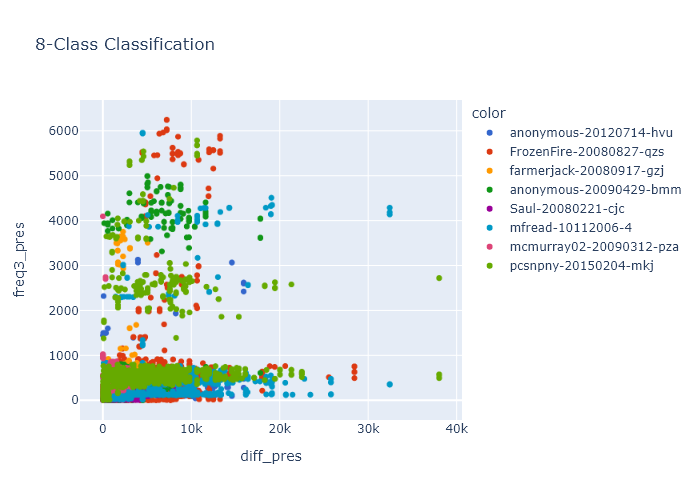 8-Class Classification
color
anonymous-20120714-hvu
FrozenFire-20080827-qzs
farmerjack-20080917-gzj
anonymous-20090429-bmm
Saul-20080221-cjc
mfread-10112006-4
mcmurray02-20090312-pza
pcsnpny-20150204-mkj
freq3_pres
6000
5000
4000
3000
2000
1000
0
0 10k 20k 30k 40k
diff_pres